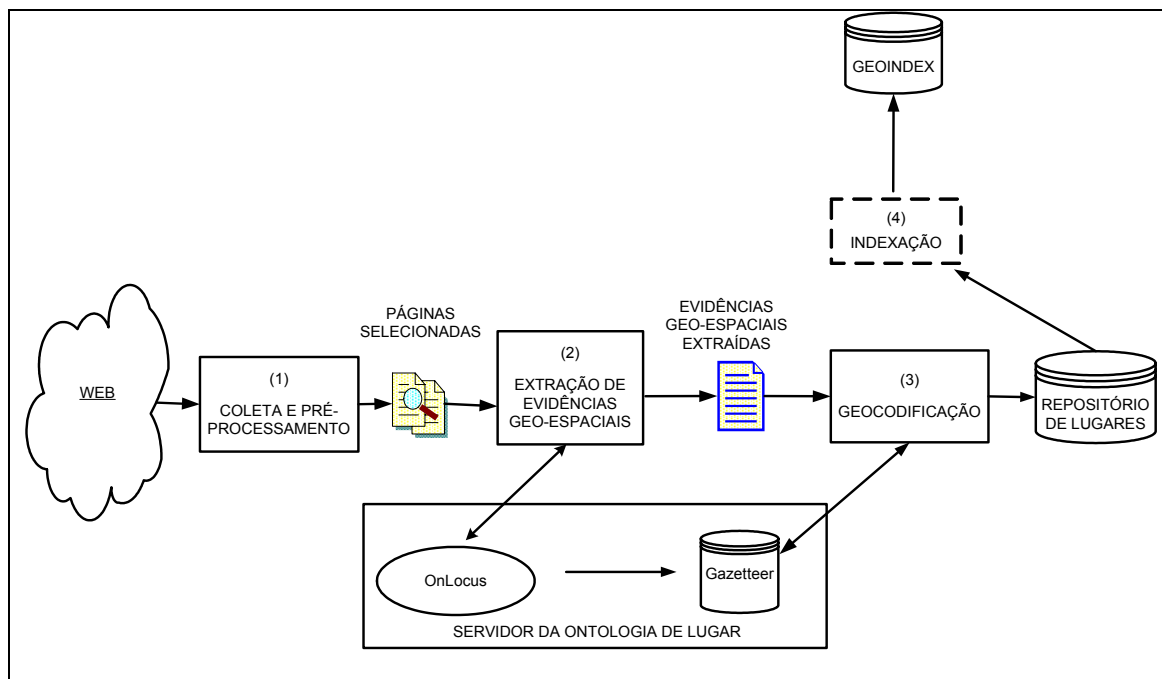 GEOINDEX
(4)
INDEXAÇÃO
PÁGINAS
SELECIONADAS
EVIDÊNCIAS
GEO-ESPACIAIS
EXTRAÍDAS
WEB
(1)
COLETA E PRÉ-
PROCESSAMENTO
(2)
EXTRAÇÃO DE
EVIDÊNCIAS
GEO-ESPACIAIS
(3)
GEOCODIFICAÇÃO
REPOSITÓRIO
DE LUGARES
OnLocus
Gazetteer
SERVIDOR DA ONTOLOGIA DE LUGAR